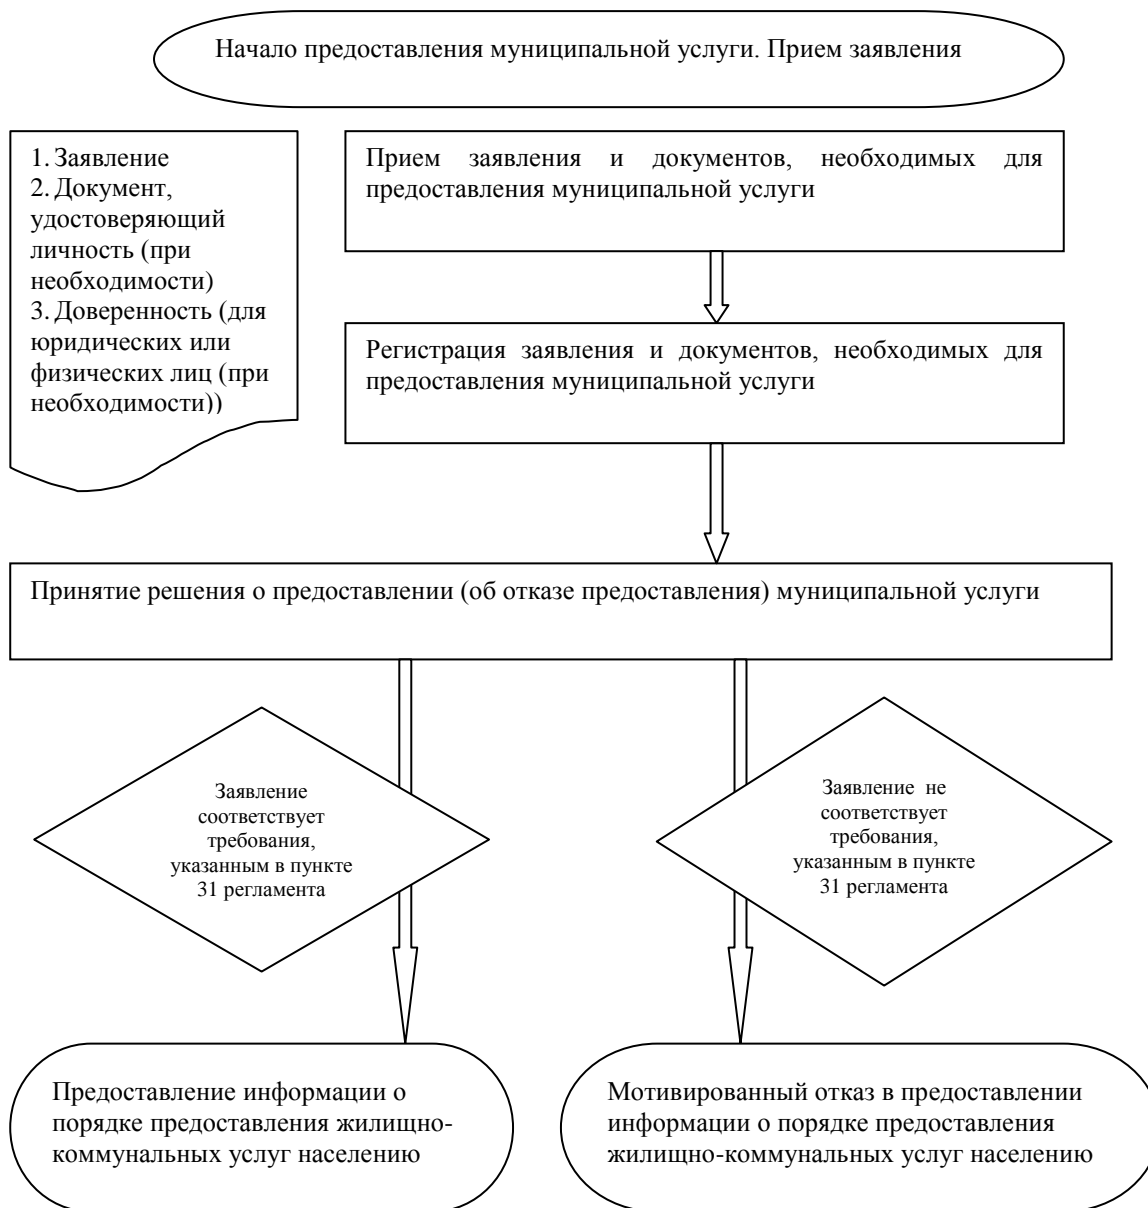 Начало предоставления муниципальной услуги. Прием заявления
1. Заявление
2. Документ,
удостоверяющий
личность (при
необходимости)
3. Доверенность (для
юридических или
физических лиц (при
необходимости))
Прием заявления и документов, необходимых для
предоставления муниципальной услуги
Регистрация заявления и документов, необходимых для
предоставления муниципальной услуги
Принятие решения о предоставлении (об отказе предоставления) муниципальной услуги
Заявление
соответствует
требования,
указанным в пункте
31 регламента
Заявление не
соответствует
требования,
указанным в пункте
31 регламента
Предоставление информации о
порядке предоставления жилищно-
коммунальных услуг населению
Мотивированный отказ в предоставлении
информации о порядке предоставления
жилищно-коммунальных услуг населению